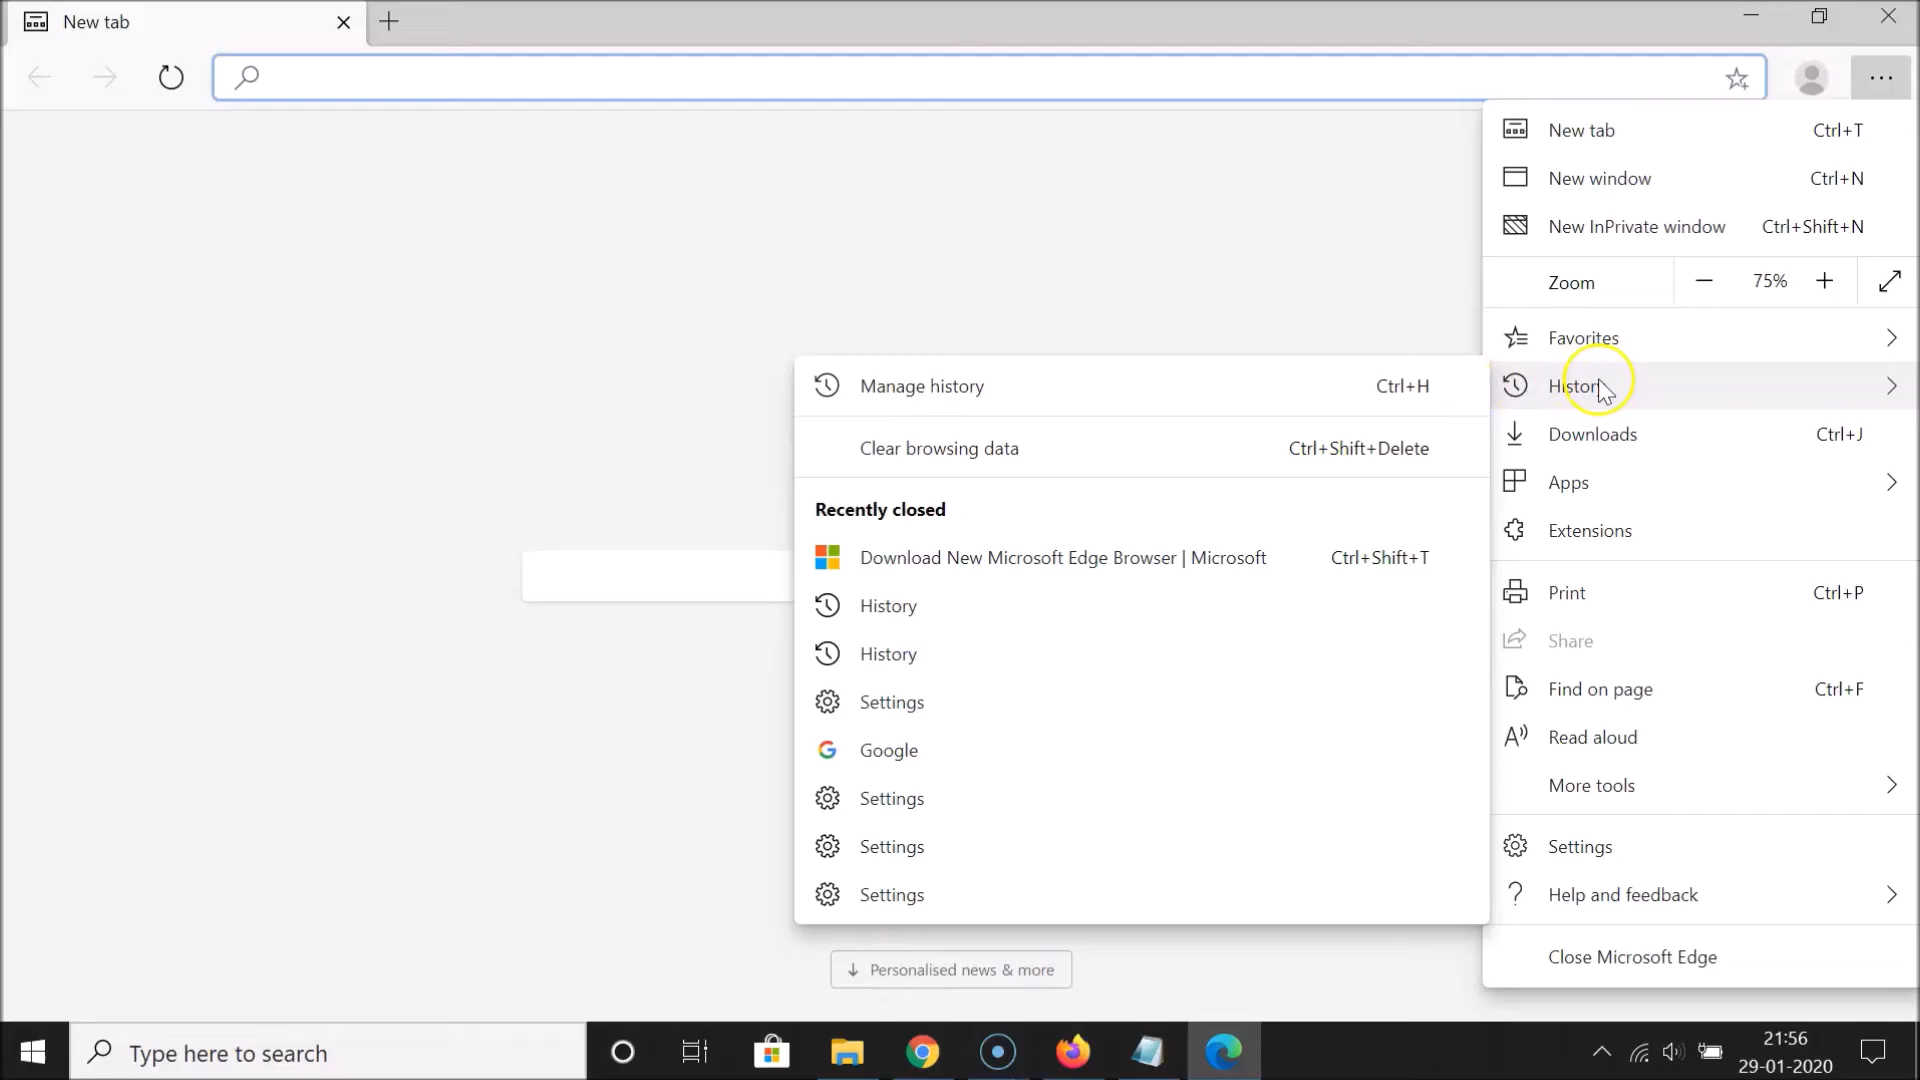 New tab
New tab Ctrl+T
New window Ctrl+N
New InPrivate window Ctrl+Shift+N
Zoom 75%
Favorites
History
Downloads Ctrl+J
Apps
Extensions
Print Ctrl+P
Share
Find on page Ctrl+F
Read aloud
More tools
Settings
Help and feedback
Close Microsoft Edge
Manage history Ctrl+H
Clear browsing data Ctrl+Shift+Delete
Recently closed
Download New Microsoft Edge Browser | Microsoft Ctrl+Shift+T
History
History
Settings
Google
Settings
Settings
Settings
Personalised news & more
Type here to search
21:56
29-01-2020